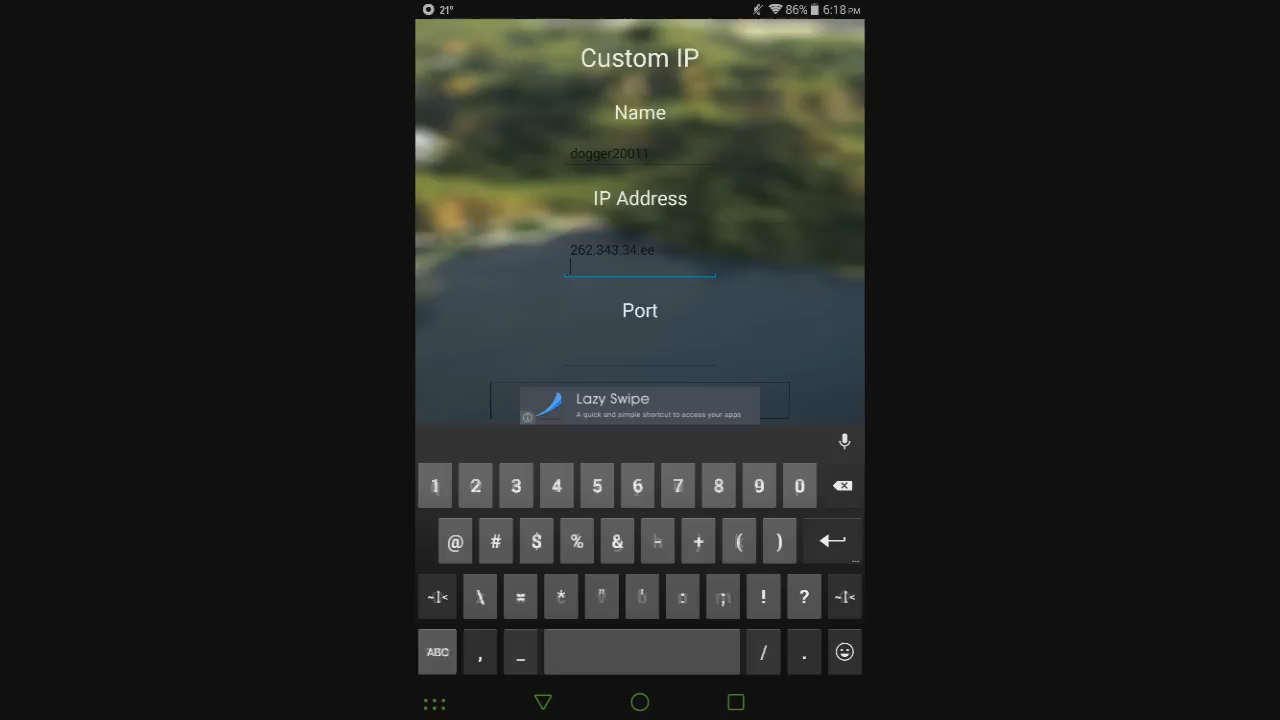 21°
86% 6:18 PM
Custom IP
Name
dogger20011
IP Address
262.343.34.ee
Port
Lazy Swipe
A quick and simple shortcut to access your apps
1 2 3 4 5 6 7 8 9 0
@ # $ % & - + ( )
...
~[< \ = * " ' : ; ! ? ~[<
ABC , _ / .